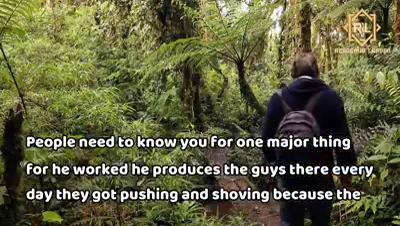 RL
People need to know you for one major thing
for he worked he produces the guys there every
day they got pushing and shoving because the